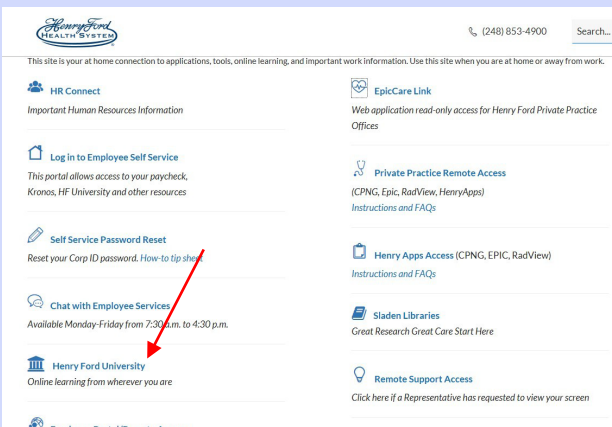 Henry Ford
HEALTH SYSTEM
(248) 853-4900
Search...
This site is your at home connection to applications, tools, online learning, and important work information. Use this site when you are at home or away from work.
HR Connect
Important Human Resources Information
Log in to Employee Self Service
This portal allows access to your paycheck,
Kronos, HF University and other resources
Self Service Password Reset
Reset your Corp ID password. How-to tip sheet
Chat with Employee Services
Available Monday-Friday from 7:30 a.m. to 4:30 p.m.
Henry Ford University
Online learning from wherever you are
EpicCare Link
Web application read-only access for Henry Ford Private Practice
Offices
Private Practice Remote Access
(CPNG, Epic, RadView, HenryApps)
Instructions and FAQs
Henry Apps Access (CPNG, EPIC, RadView)
Instructions and FAQs
Sladen Libraries
Great Research Great Care Start Here
Remote Support Access
Click here if a Representative has requested to view your screen